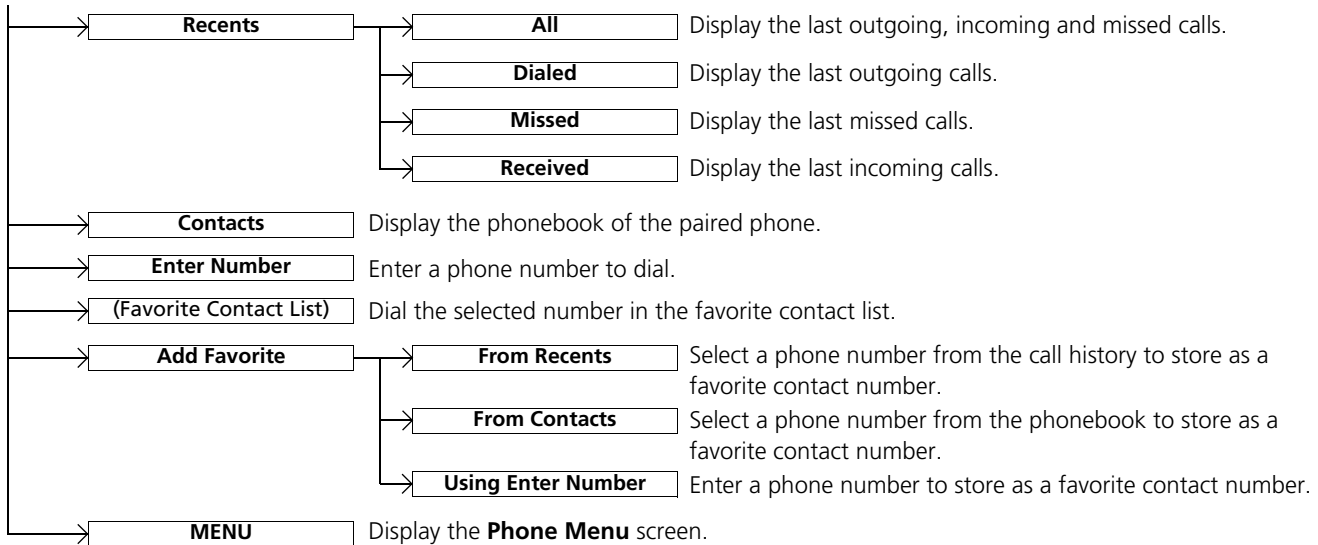 Recents All Display the last outgoing, incoming and missed calls.
Dialed Display the last outgoing calls.
Missed Display the last missed calls.
Received Display the last incoming calls.
Contacts Display the phonebook of the paired phone.
Enter Number Enter a phone number to dial.
(Favorite Contact List) Dial the selected number in the favorite contact list.
Add Favorite From Recents Select a phone number from the call history to store as a
favorite contact number.
From Contacts Select a phone number from the phonebook to store as a
favorite contact number.
Using Enter Number Enter a phone number to store as a favorite contact number.
MENU Display the Phone Menu screen.